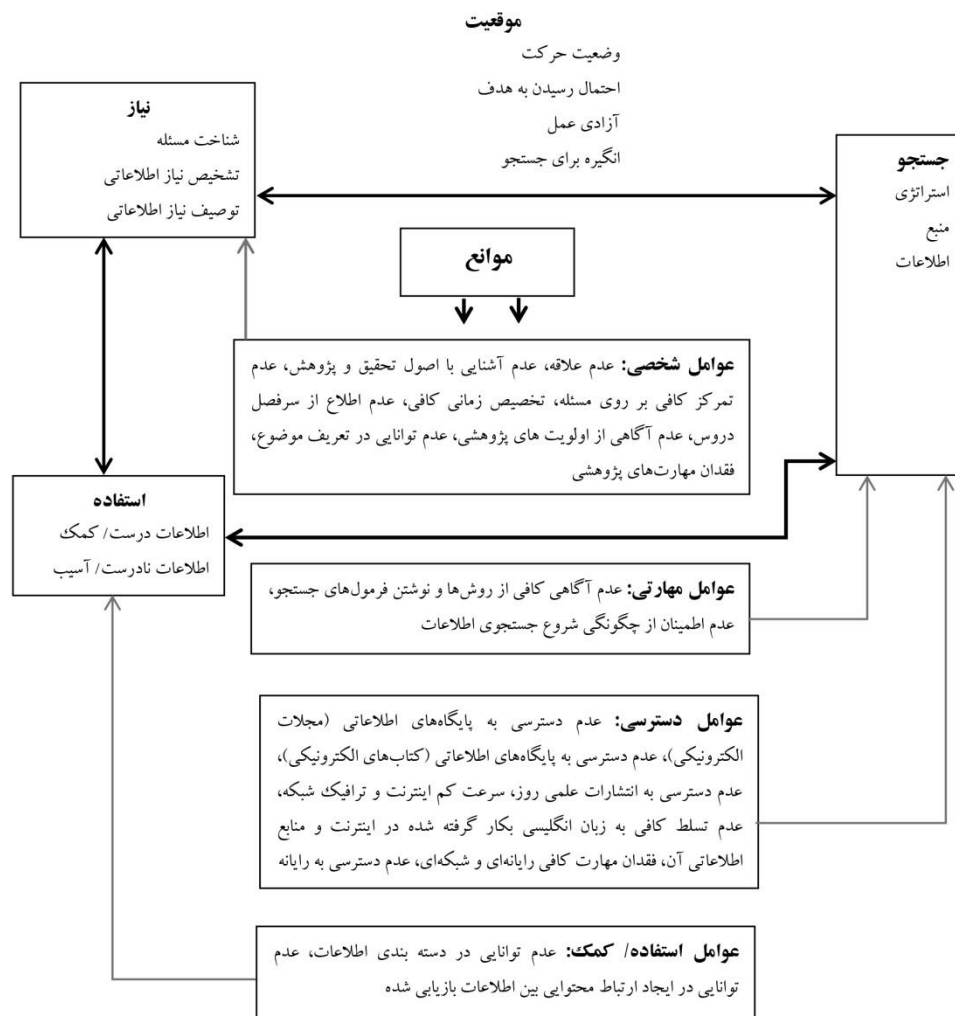 موقعیت
وضعیت حرکت
احتمال رسیدن به هدف
آزادی عمل
انگیره برای جستجو
نیاز
شناخت مسئله
تشخیص نیاز اطلاعاتی
توصیف نیاز اطلاعاتی
جستجو
استراتژی
منبع
اطلاعات
موانع
عوامل شخصی: عدم علاقه، عدم آشنایی با اصول تحقیق و پژوهش، عدم
تمرکز کافی بر روی مسئله، تخصیص زمانی کافی، عدم اطلاع از سرفصل
دروس، عدم آگاهی از اولویت های پژوهشی، عدم توانایی در تعریف موضوع،
فقدان مهارت‌های پژوهشی
استفاده
اطلاعات درست/ کمک
اطلاعات نادرست/ آسیب
عوامل مهارتی: عدم آگاهی کافی از روش‌ها و نوشتن فرمول‌های جستجو،
عدم اطمینان از چگونگی شروع جستجوی اطلاعات
عوامل دسترسی: عدم دسترسی به پایگاه‌های اطلاعاتی (مجلات
الکترونیکی)، عدم دسترسی به پایگاه‌های اطلاعاتی (کتاب‌های الکترونیکی)،
عدم دسترسی به انتشارات علمی روز، سرعت کم اینترنت و ترافیک شبکه،
عدم تسلط کافی به زبان انگلیسی بکار گرفته شده در اینترنت و منابع
اطلاعاتی آن، فقدان مهارت کافی رایانه‌ای و شبکه‌ای، عدم دسترسی به رایانه
عوامل استفاده/ کمک: عدم توانایی در دسته بندی اطلاعات، عدم
توانایی در ایجاد ارتباط محتوایی بین اطلاعات بازیابی شده